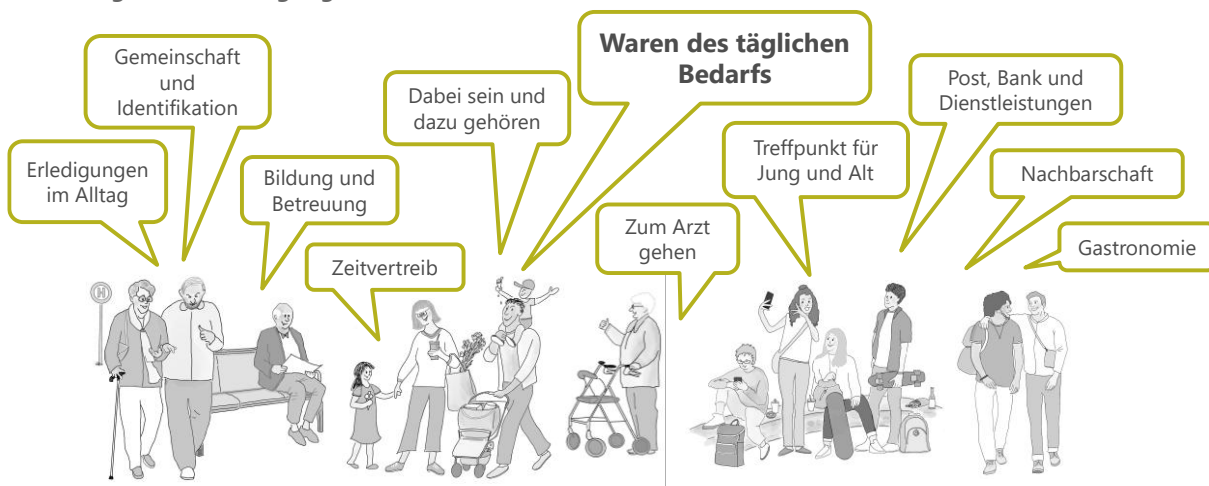 Gemeinschaft
und
Identifikation
Erledigungen
im Alltag
Bildung und
Betreuung
Zeitvertreib
Dabei sein und
dazu gehören
Waren des täglichen
Bedarfs
Zum Arzt
gehen
Treffpunkt für
Jung und Alt
Post, Bank und
Dienstleistungen
Nachbarschaft
Gastronomie
H